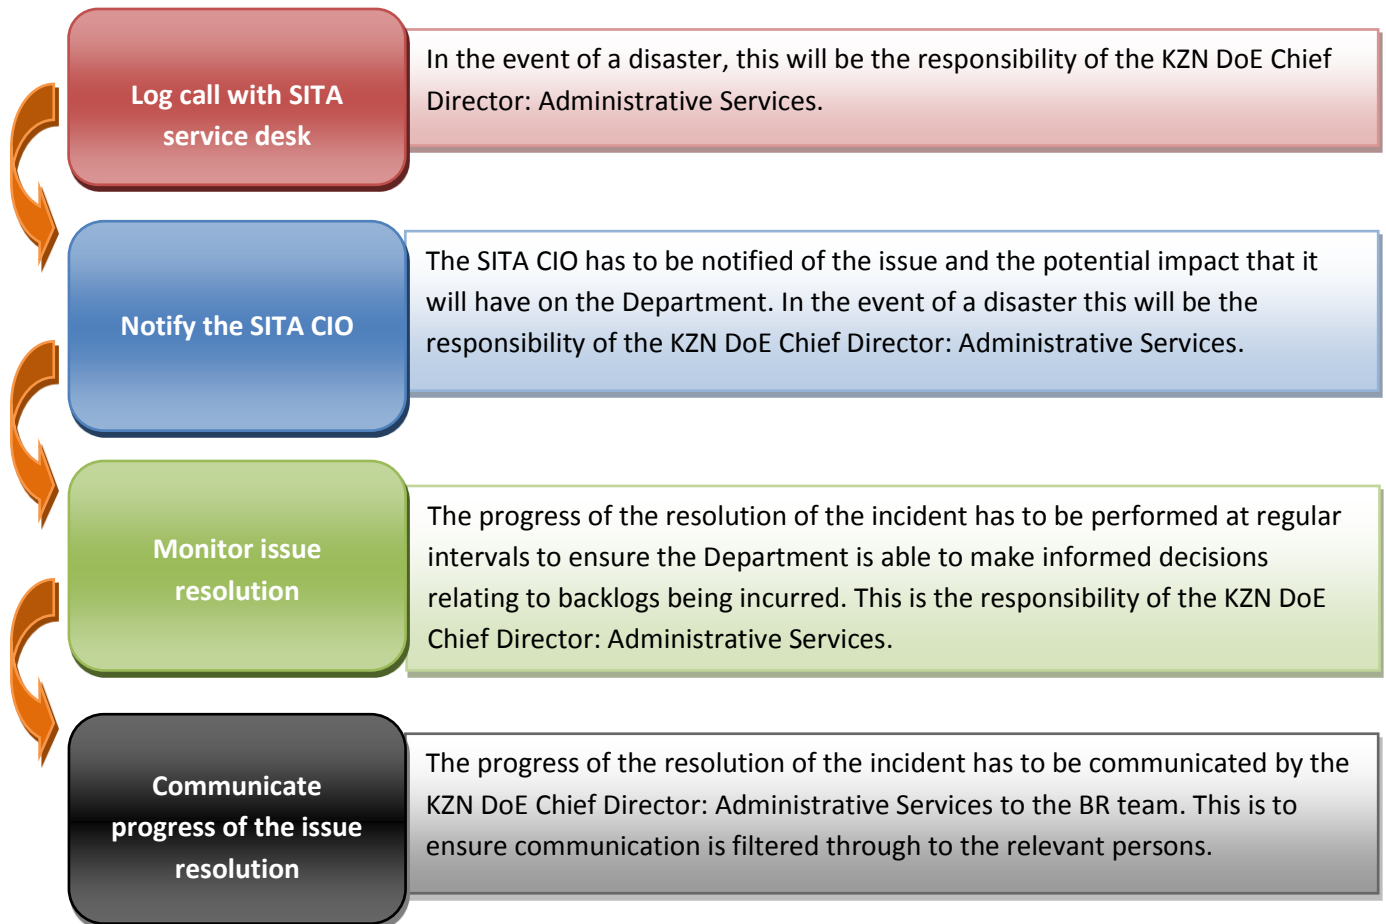 Log call with SITA
service desk
In the event of a disaster, this will be the responsibility of the KZN DoE Chief
Director: Administrative Services.
Notify the SITA CIO
The SITA CIO has to be notified of the issue and the potential impact that it
will have on the Department. In the event of a disaster this will be the
responsibility of the KZN DoE Chief Director: Administrative Services.
Monitor issue
resolution
The progress of the resolution of the incident has to be performed at regular
intervals to ensure the Department is able to make informed decisions
relating to backlogs being incurred. This is the responsibility of the KZN DoE
Chief Director: Administrative Services.
Communicate
progress of the issue
resolution
The progress of the resolution of the incident has to be communicated by the
KZN DoE Chief Director: Administrative Services to the BR team. This is to
ensure communication is filtered through to the relevant persons.